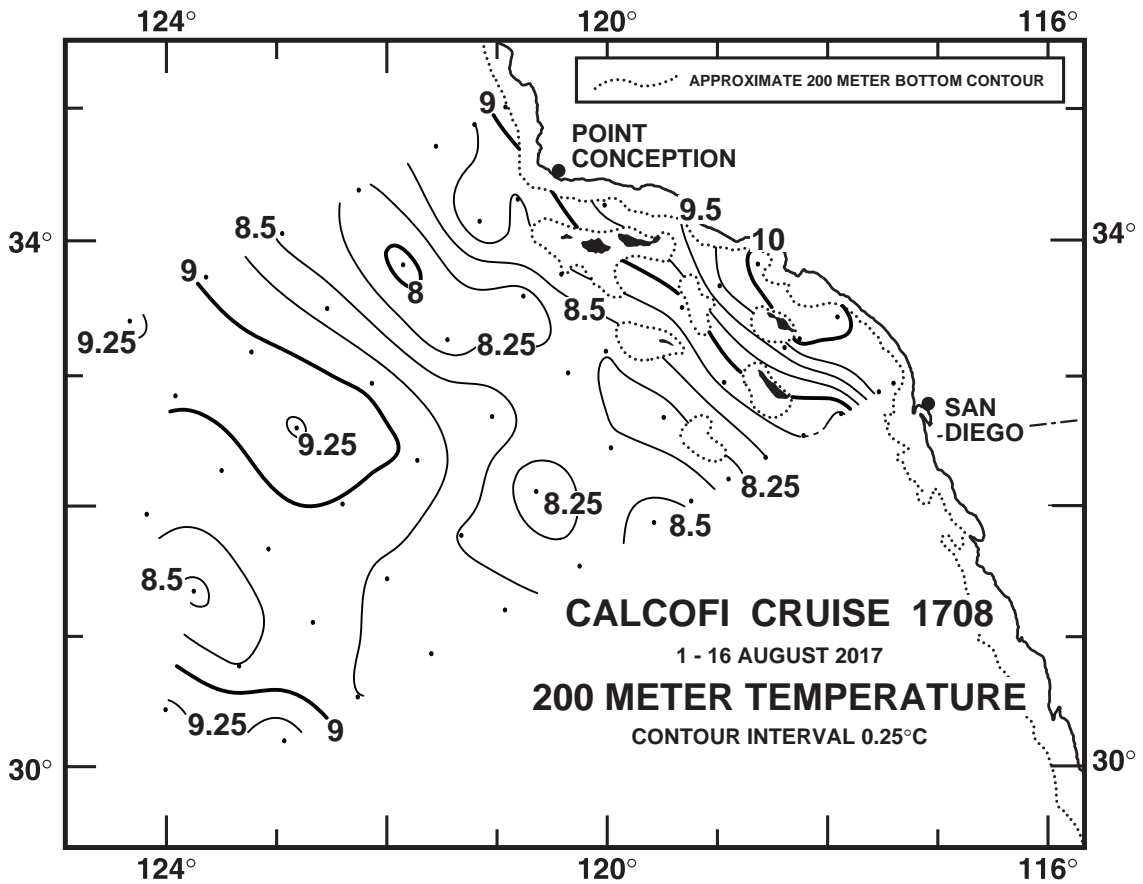 124° 120° 116°
APPROXIMATE 200 METER BOTTOM CONTOUR
9
POINT
CONCEPTION
9.5
34° 8.5 10 34°
9
8
8.5
9.25 8.25
SAN
DIEGO
9.25
8.25
8.25
8.5
8.5
CALCOFI CRUISE 1708
1 - 16 AUGUST 2017
200 METER TEMPERATURE
9.25 9
CONTOUR INTERVAL 0.25°C
30° 30°
124° 120° 116°